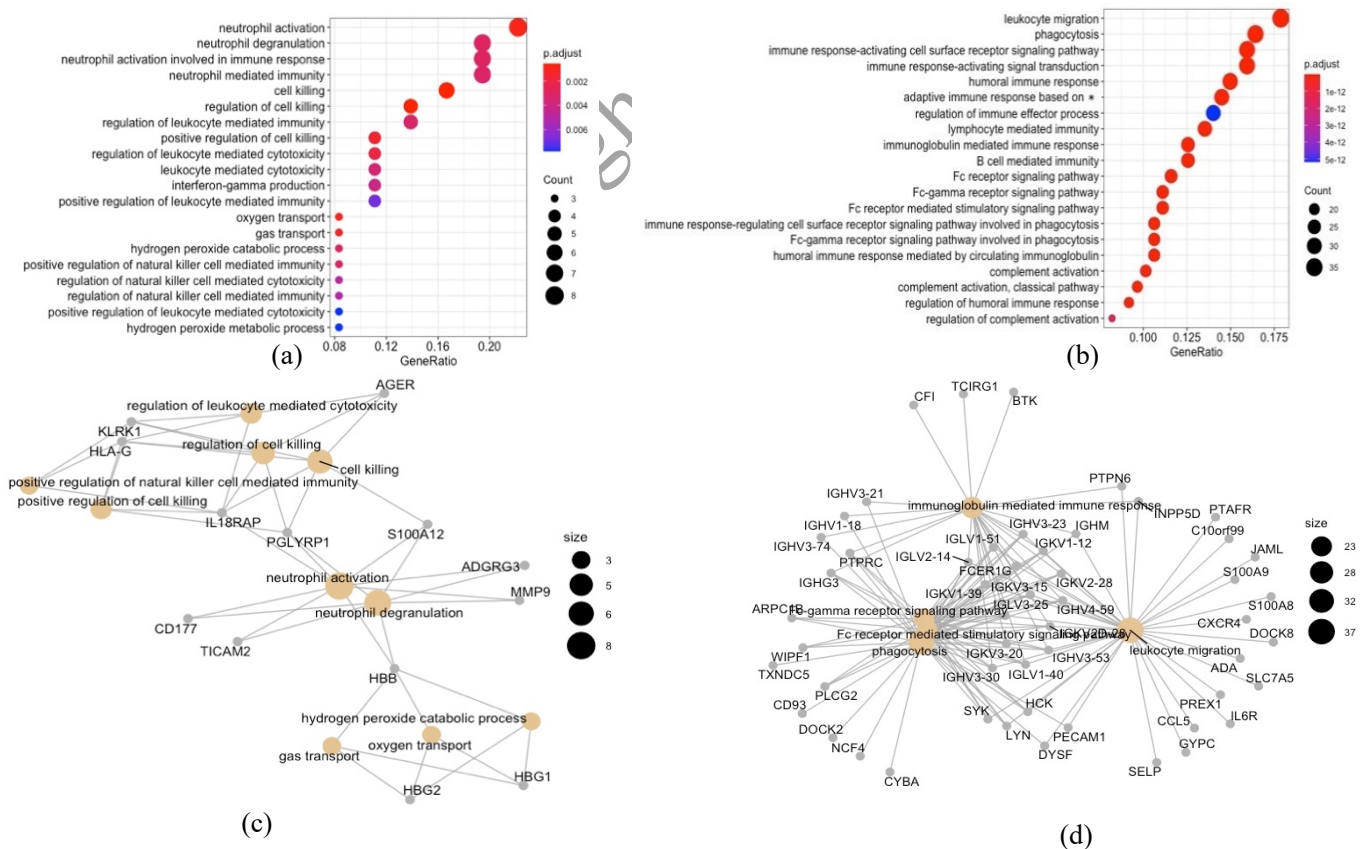 neutrophil activation
neutrophil degranulation
neutrophil activation involved in immune response
neutrophil mediated immunity
cell killing
regulation of cell killing
regulation of leukocyte mediated immunity
positive regulation of cell killing
regulation of leukocyte mediated cytotoxicity
leukocyte mediated cytotoxicity
interferon-gamma production
positive regulation of leukocyte mediated immunity
oxygen transport
gas transport
hydrogen peroxide catabolic process
positive regulation of natural killer cell mediated immunity
regulation of natural killer cell mediated cytotoxicity
regulation of natural killer cell mediated immunity
positive regulation of leukocyte mediated cytotoxicity
hydrogen peroxide metabolic process
0.08 0.12 0.16 0.20
GeneRatio
p.adjust
0.002
0.004
0.006
Count
3
4
5
6
7
8
(a)
leukocyte migration
phagocytosis
immune response-activating cell surface receptor signaling pathway
immune response-activating signal transduction
humoral immune response
adaptive immune response based on *
regulation of immune effector process
lymphocyte mediated immunity
immunoglobulin mediated immune response
B cell mediated immunity
Fc receptor signaling pathway
Fc-gamma receptor signaling pathway
Fc receptor mediated stimulatory signaling pathway
immune response-regulating cell surface receptor signaling pathway involved in phagocytosis
Fc-gamma receptor signaling pathway involved in phagocytosis
humoral immune response mediated by circulating immunoglobulin
complement activation
complement activation, classical pathway
regulation of humoral immune response
regulation of complement activation
0.100 0.125 0.150 0.175
GeneRatio
p.adjust
1e-12
2e-12
3e-12
4e-12
5e-12
Count
20
25
30
35
(b)
AGER
regulation of leukocyte mediated cytotoxicity
KLRK1
regulation of cell killing
HLA-G
cell killing
positive regulation of natural killer cell mediated immunity
positive regulation of cell killing
IL18RAP
S100A12
PGLYRP1
ADGRG3
neutrophil activation
MMP9
neutrophil degranulation
CD177
TICAM2
HBB
hydrogen peroxide catabolic process
oxygen transport
gas transport
HBG1
HBG2
size
3
5
6
8
(c)
TCIRG1
CFI
BTK
PTPN6
IGHV3-21
immunoglobulin mediated immune response
INPP5D
PTAFR
IGHV1-18
IGHV3-23
IGHM
C10orf99
IGHV3-74
IGLV1-51
IGKV1-12
JAML
PTPRC
IGLV2-14
FCER1G
S100A9
IGHG3
IGKV3-15
IGKV2-28
IGKV1-39
S100A8
ARPC1B
Fc-gamma receptor signaling pathway
IGLV3-25
IGHV4-59
CXCR4
Fc receptor mediated stimulatory signaling pathway
IGKV2D-28
DOCK8
WIPF1
phagocytosis
IGKV3-20
IGHV3-53
leukocyte migration
ADA
TXNDC5
IGHV3-30
IGLV1-40
SLC7A5
PLCG2
HCK
PREX1
CD93
SYK
IL6R
DOCK2
LYN
PECAM1
CCL5
NCF4
DYSF
GYPC
CYBA
SELP
size
23
28
32
37
(d)